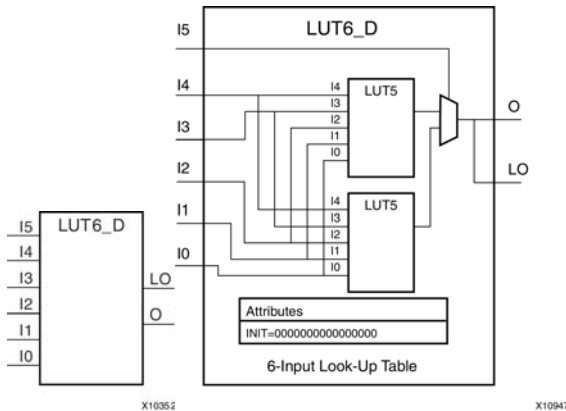 LUT6_D
I5
I4
I3
I2
I1
I0
LO
O
X10352
LUT6_D
I5
I4
I3
I2
I1
I0
I4
I3
I2
I1
I0
LUT5
I4
I3
I2
I1
I0
LUT5
O
LO
Attributes
INIT=0000000000000000
6-Input Look-Up Table
X10947